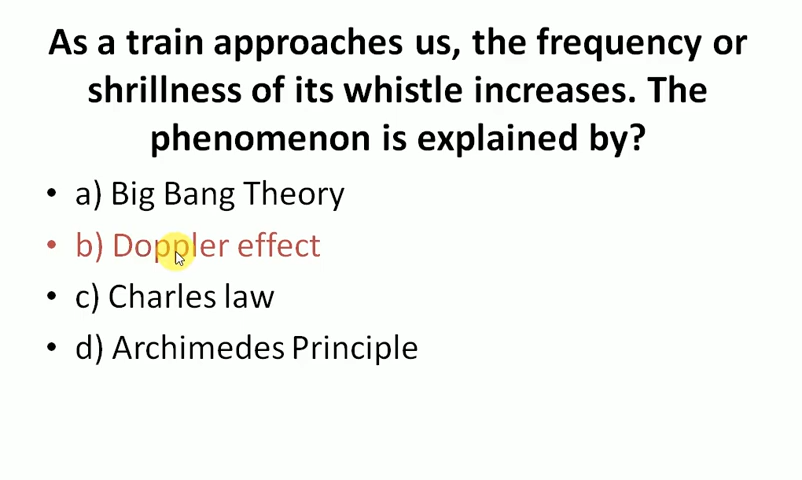 As a train approaches us, the frequency or
shrillness of its whistle increases. The
phenomenon is explained by?
• a) Big Bang Theory
• b) Doppler effect
• c) Charles law
• d) Archimedes Principle